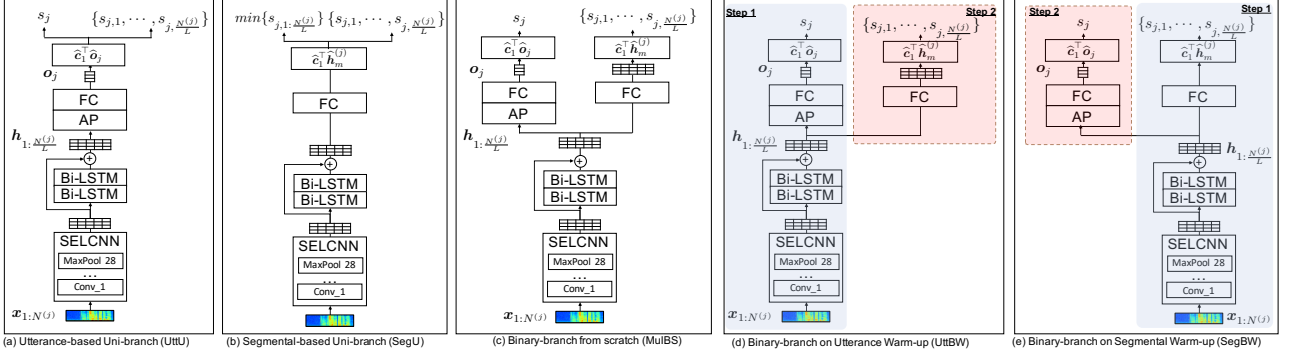 s_j {s_{j,1}, ⋯, s_{j, N^{(j)}/L}}
ĉ_1^⊤ ô_j
o_j
FC
AP
h_{1: N^{(j)}/L}
+
Bi-LSTM
Bi-LSTM
SELCNN
MaxPool 28
...
Conv_1
x_{1:N^{(j)}}
(a) Utterance-based Uni-branch (UttU)
min{s_{j,1: N^{(j)}/L}} {s_{j,1}, ⋯, s_{j, N^{(j)}/L}}
ĉ_1^⊤ ĥ_m^{(j)}
FC
+
Bi-LSTM
Bi-LSTM
SELCNN
MaxPool 28
...
Conv_1
(b) Segmental-based Uni-branch (SegU)
s_j {s_{j,1}, ⋯, s_{j, N^{(j)}/L}}
ĉ_1^⊤ ô_j ĉ_1^⊤ ĥ_m^{(j)}
o_j
FC FC
AP
h_{1: N^{(j)}/L}
+
Bi-LSTM
Bi-LSTM
SELCNN
MaxPool 28
...
Conv_1
x_{1:N^{(j)}}
(c) Binary-branch from scratch (MulBS)
Step 1 Step 2
s_j {s_{j,1}, ⋯, s_{j, N^{(j)}/L}}
ĉ_1^⊤ ô_j ĉ_1^⊤ ĥ_m^{(j)}
o_j
FC FC
AP
h_{1: N^{(j)}/L}
+
Bi-LSTM
Bi-LSTM
SELCNN
MaxPool 28
...
Conv_1
x_{1:N^{(j)}}
(d) Binary-branch on Utterance Warm-up (UttBW)
Step 2 Step 1
s_j {s_{j,1}, ⋯, s_{j, N^{(j)}/L}}
ĉ_1^⊤ ô_j ĉ_1^⊤ ĥ_m^{(j)}
o_j
FC FC
AP
h_{1: N^{(j)}/L}
+
Bi-LSTM
Bi-LSTM
SELCNN
MaxPool 28
...
Conv_1
x_{1:N^{(j)}}
(e) Binary-branch on Segmental Warm-up (SegBW)